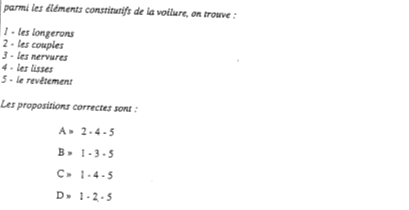 parmi les éléments constitutifs de la voilure, on trouve :
1 - les longerons
2 - les couples
3 - les nervures
4 - les lisses
5 - le revêtement
Les propositions correctes sont :
A » 2 - 4 - 5
B » 1 - 3 - 5
C » 1 - 4 - 5
D » 1 - 2 - 5